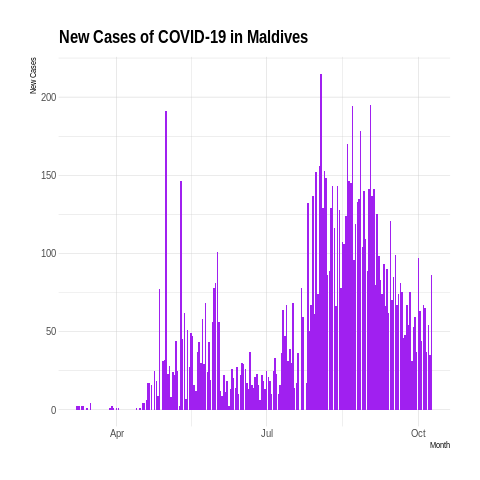 New Cases of COVID-19 in Maldives
New Cases
200
150
100
50
0
Apr
Jul
Oct
Month